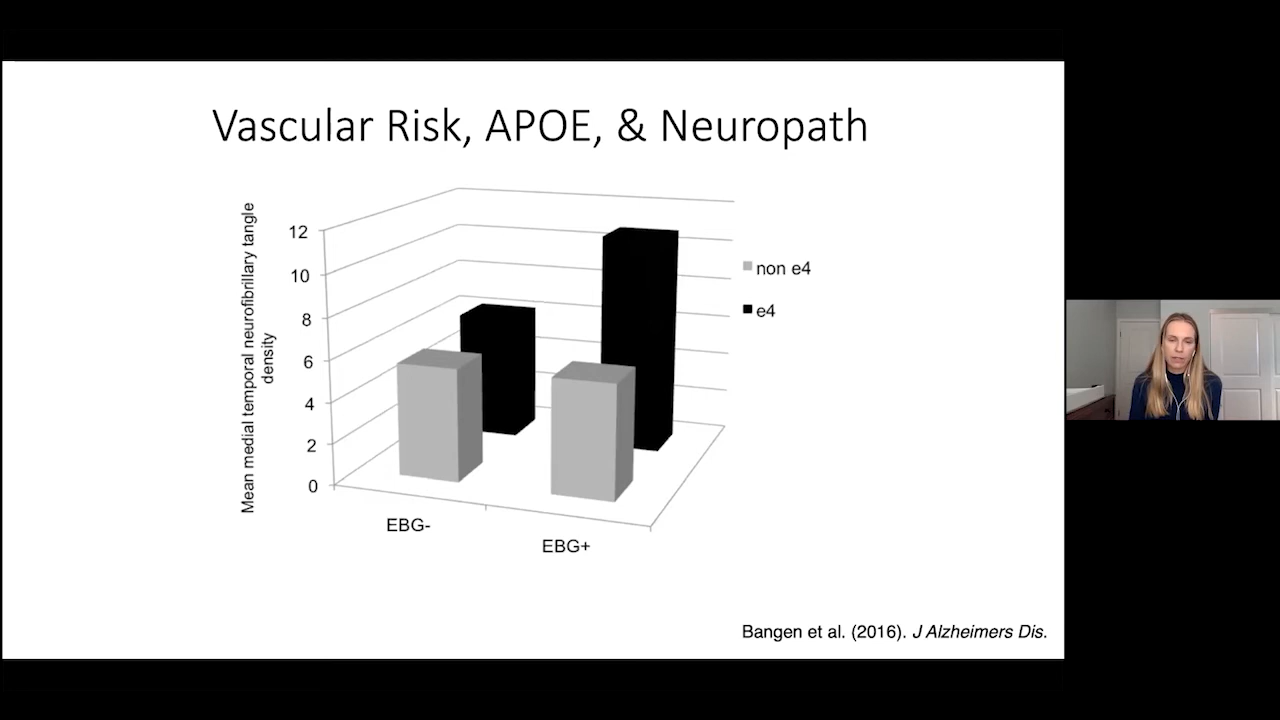 Vascular Risk, APOE, & Neuropath
Mean medial temporal neurofibrillary tangle
density
12
10
8
6
4
2
0
EBG-
EBG+
non e4
e4
Bangen et al. (2016). J Alzheimers Dis.